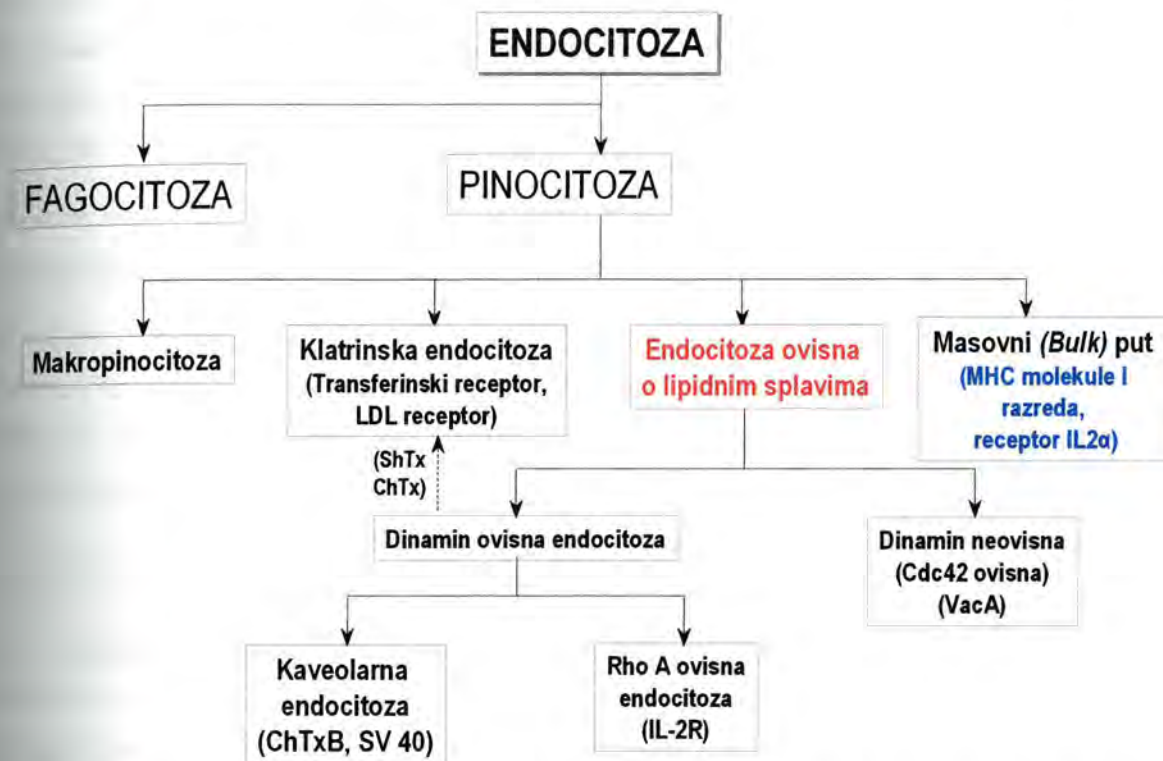 ENDOCITOZA
FAGOCITOZA
PINOCITOZA
Makropinocitoza
Klatrinska endocitoza
(Transferinski receptor,
LDL receptor)
Endocitoza ovisna
o lipidnim splavima
Masovni (Bulk) put
(MHC molekule I
razreda,
receptor IL2α)
(ShTx
ChTx)
Dinamin ovisna endocitoza
Dinamin neovisna
(Cdc42 ovisna)
(VacA)
Kaveolarna
endocitoza
(ChTxB, SV 40)
Rho A ovisna
endocitoza
(IL-2R)